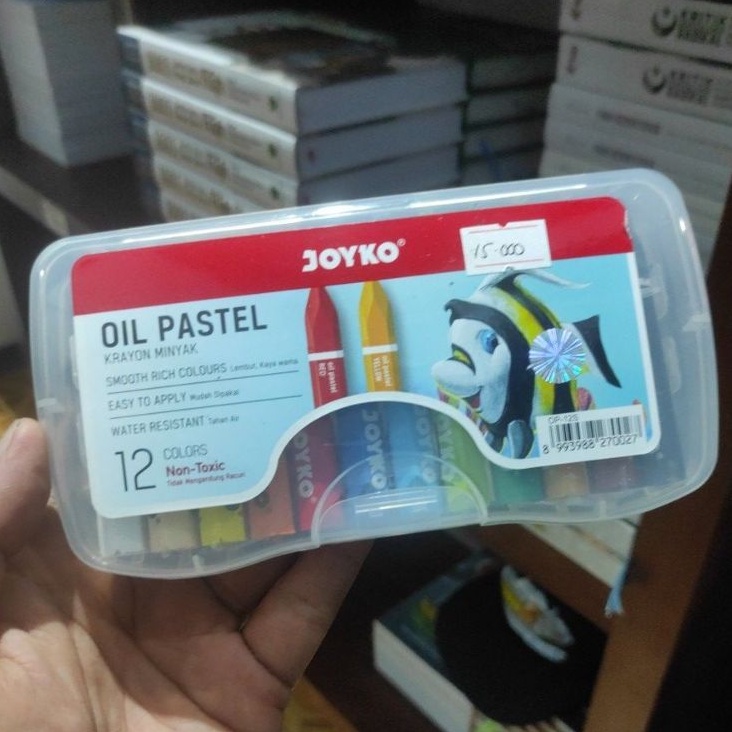 JOYKO®
15.000
OIL PASTEL
KRAYON MINYAK
SMOOTH RICH COLOURS Lembut, Kaya warna
EASY TO APPLY Mudah Dipakai
WATER RESISTANT Tahan Air
12 COLORS
Non-Toxic
Tidak Mengandung Racun
oil pastel
RED
oil pastel
YELLOW
JOYKO
JOYKO
JOYKO
OP-12S
8 993988 270027